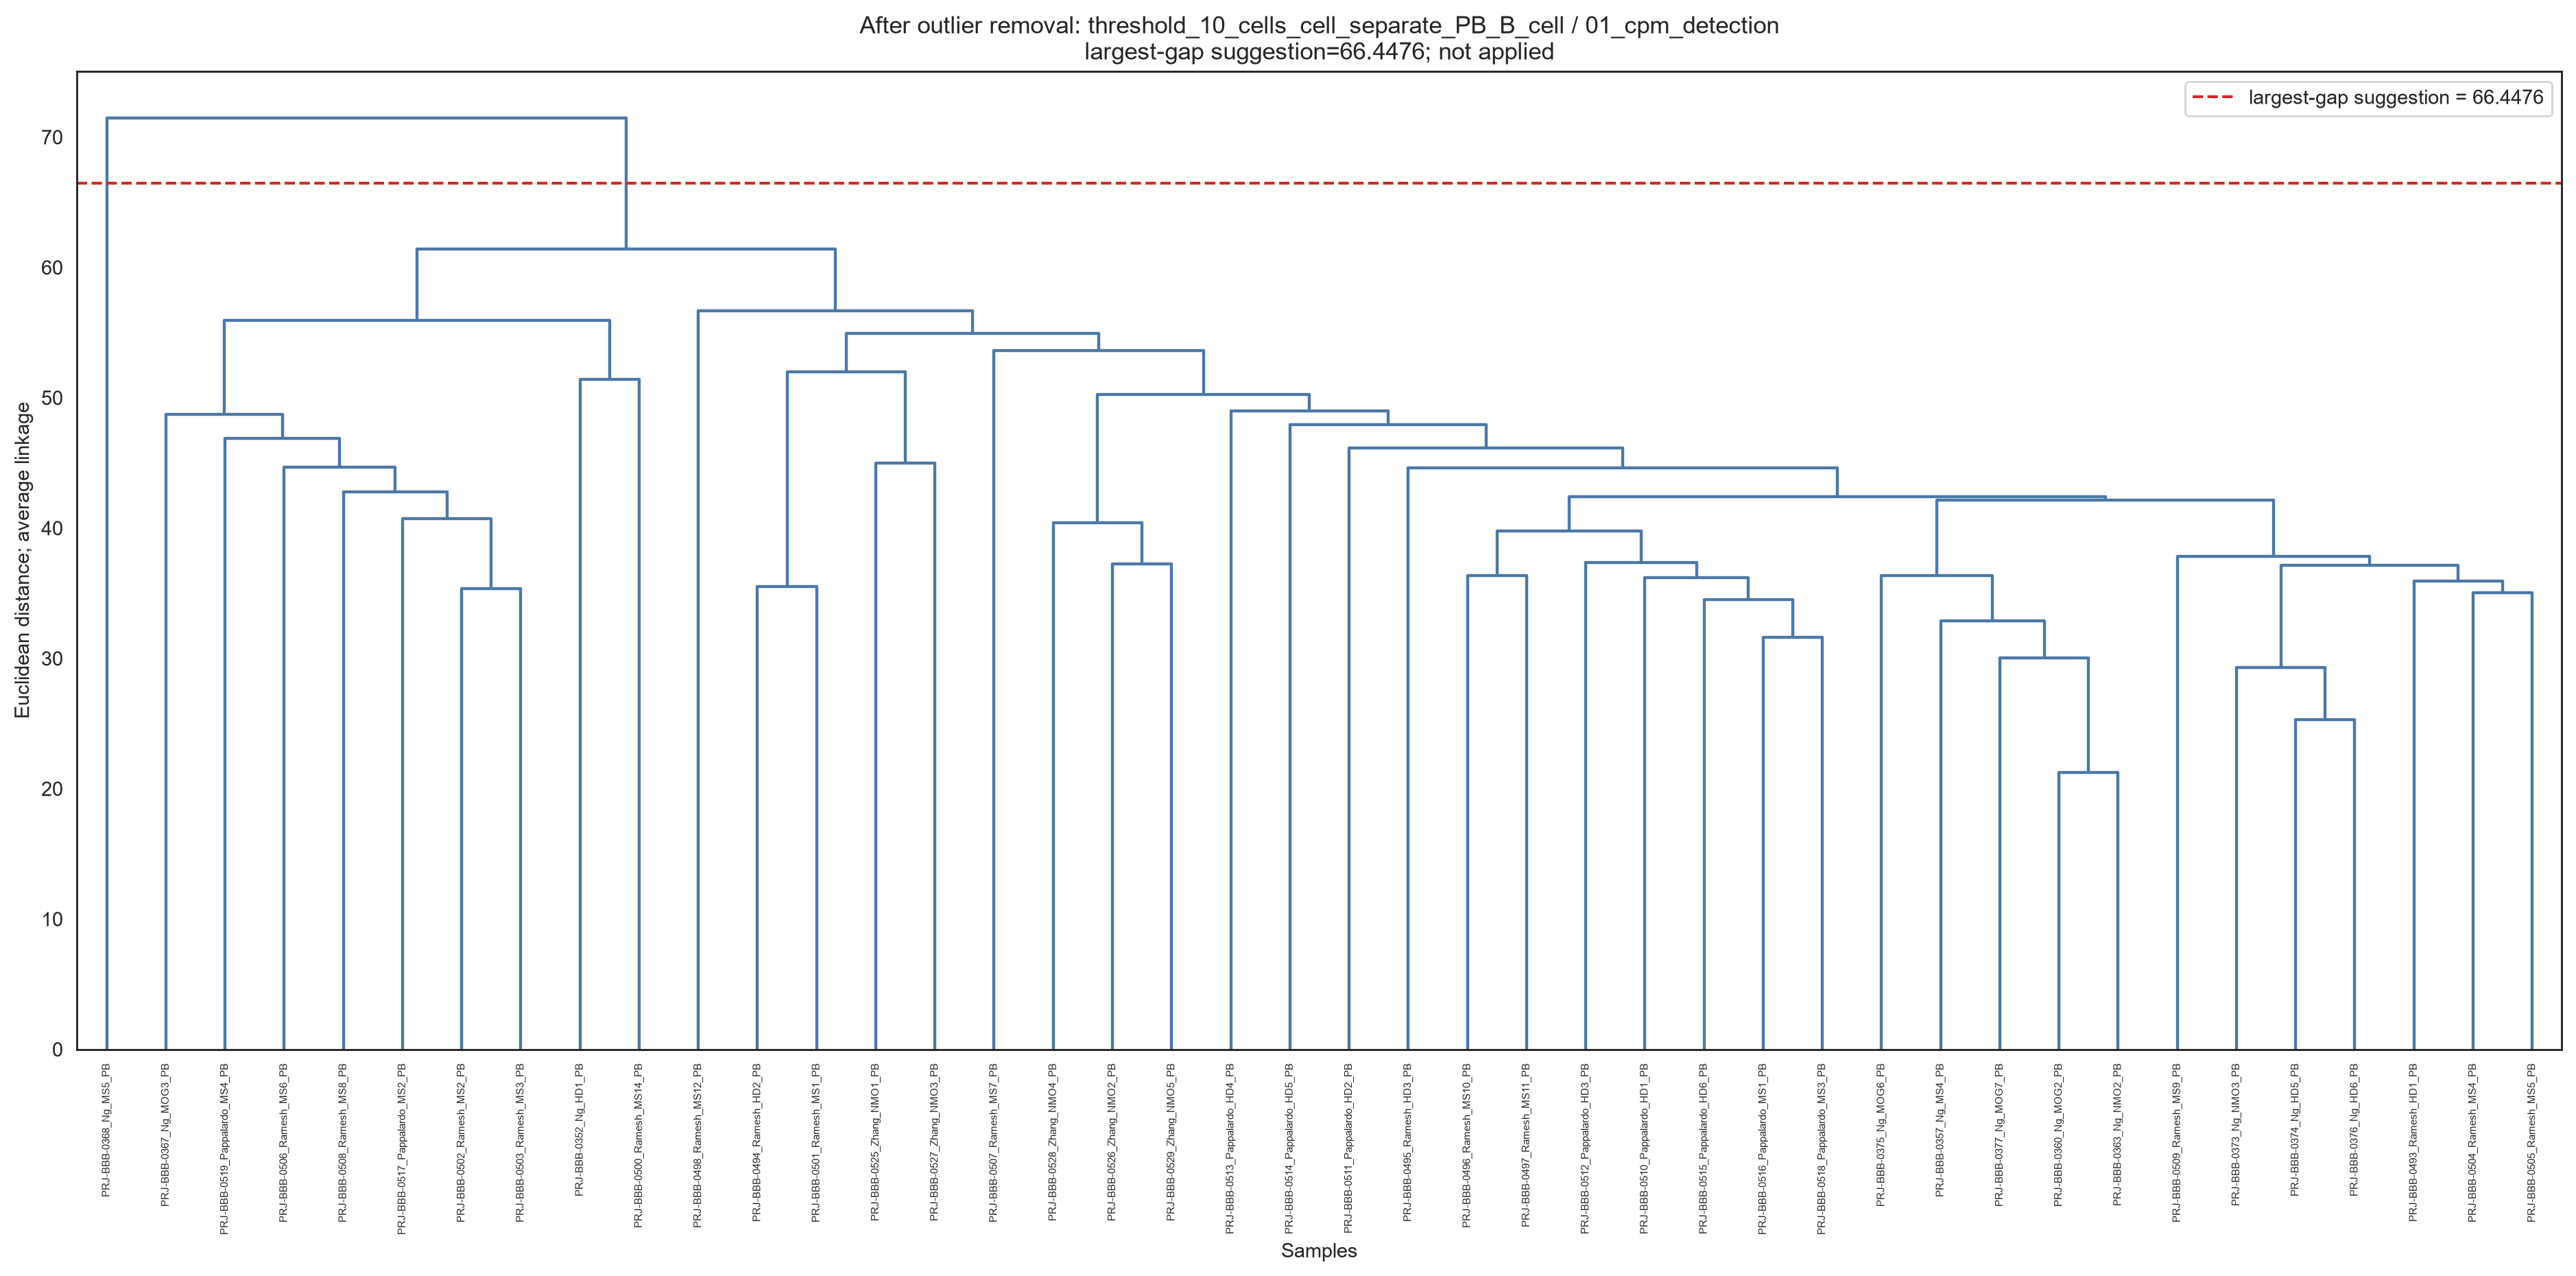 After outlier removal: threshold_10_cells_cell_separate_PB_B_cell / 01_cpm_detection
largest-gap suggestion=66.4476; not applied
largest-gap suggestion = 66.4476
Euclidean distance; average linkage
70
60
50
40
30
20
10
0
PRJ-BBB-0368_Ng_MS5_PB
PRJ-BBB-0367_Ng_MOG3_PB
PRJ-BBB-0519_Pappalardo_MS4_PB
PRJ-BBB-0506_Ramesh_MS6_PB
PRJ-BBB-0508_Ramesh_MS8_PB
PRJ-BBB-0517_Pappalardo_MS2_PB
PRJ-BBB-0502_Ramesh_MS2_PB
PRJ-BBB-0503_Ramesh_MS3_PB
PRJ-BBB-0352_Ng_HD1_PB
PRJ-BBB-0500_Ramesh_MS14_PB
PRJ-BBB-0498_Ramesh_MS12_PB
PRJ-BBB-0494_Ramesh_HD2_PB
PRJ-BBB-0501_Ramesh_MS1_PB
PRJ-BBB-0525_Zhang_NMO1_PB
PRJ-BBB-0527_Zhang_NMO3_PB
PRJ-BBB-0507_Ramesh_MS7_PB
PRJ-BBB-0528_Zhang_NMO4_PB
PRJ-BBB-0526_Zhang_NMO2_PB
PRJ-BBB-0529_Zhang_NMO5_PB
PRJ-BBB-0513_Pappalardo_HD4_PB
PRJ-BBB-0514_Pappalardo_HD5_PB
PRJ-BBB-0511_Pappalardo_HD2_PB
PRJ-BBB-0495_Ramesh_HD3_PB
PRJ-BBB-0496_Ramesh_MS10_PB
PRJ-BBB-0497_Ramesh_MS11_PB
PRJ-BBB-0512_Pappalardo_HD3_PB
PRJ-BBB-0510_Pappalardo_HD1_PB
PRJ-BBB-0515_Pappalardo_HD6_PB
PRJ-BBB-0516_Pappalardo_MS1_PB
PRJ-BBB-0518_Pappalardo_MS3_PB
PRJ-BBB-0375_Ng_MOG6_PB
PRJ-BBB-0357_Ng_MS4_PB
PRJ-BBB-0377_Ng_MOG7_PB
PRJ-BBB-0360_Ng_MOG2_PB
PRJ-BBB-0363_Ng_NMO2_PB
PRJ-BBB-0509_Ramesh_MS9_PB
PRJ-BBB-0373_Ng_NMO3_PB
PRJ-BBB-0374_Ng_HD5_PB
PRJ-BBB-0376_Ng_HD6_PB
PRJ-BBB-0493_Ramesh_HD1_PB
PRJ-BBB-0504_Ramesh_MS4_PB
PRJ-BBB-0505_Ramesh_MS5_PB
Samples